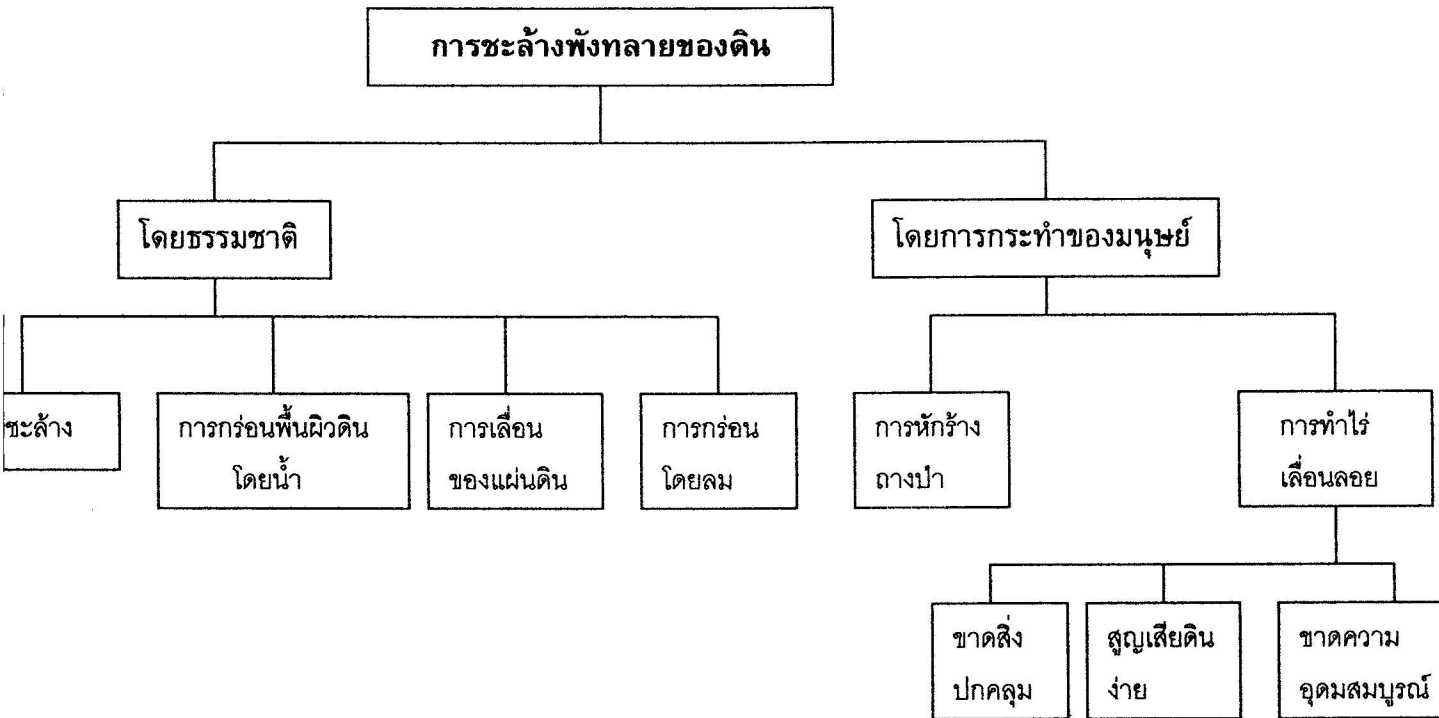 การชะล้างพังทลายของดิน
โดยธรรมชาติ
โดยการกระทำของมนุษย์
ชะล้าง
การกร่อนพื้นผิวดิน
โดยน้ำ
การเลื่อน
ของแผ่นดิน
การกร่อน
โดยลม
การหักร้าง
ถางป่า
การทำไร่
เลื่อนลอย
ขาดสิ่ง
ปกคลุม
สูญเสียดิน
ง่าย
ขาดความ
อุดมสมบูรณ์